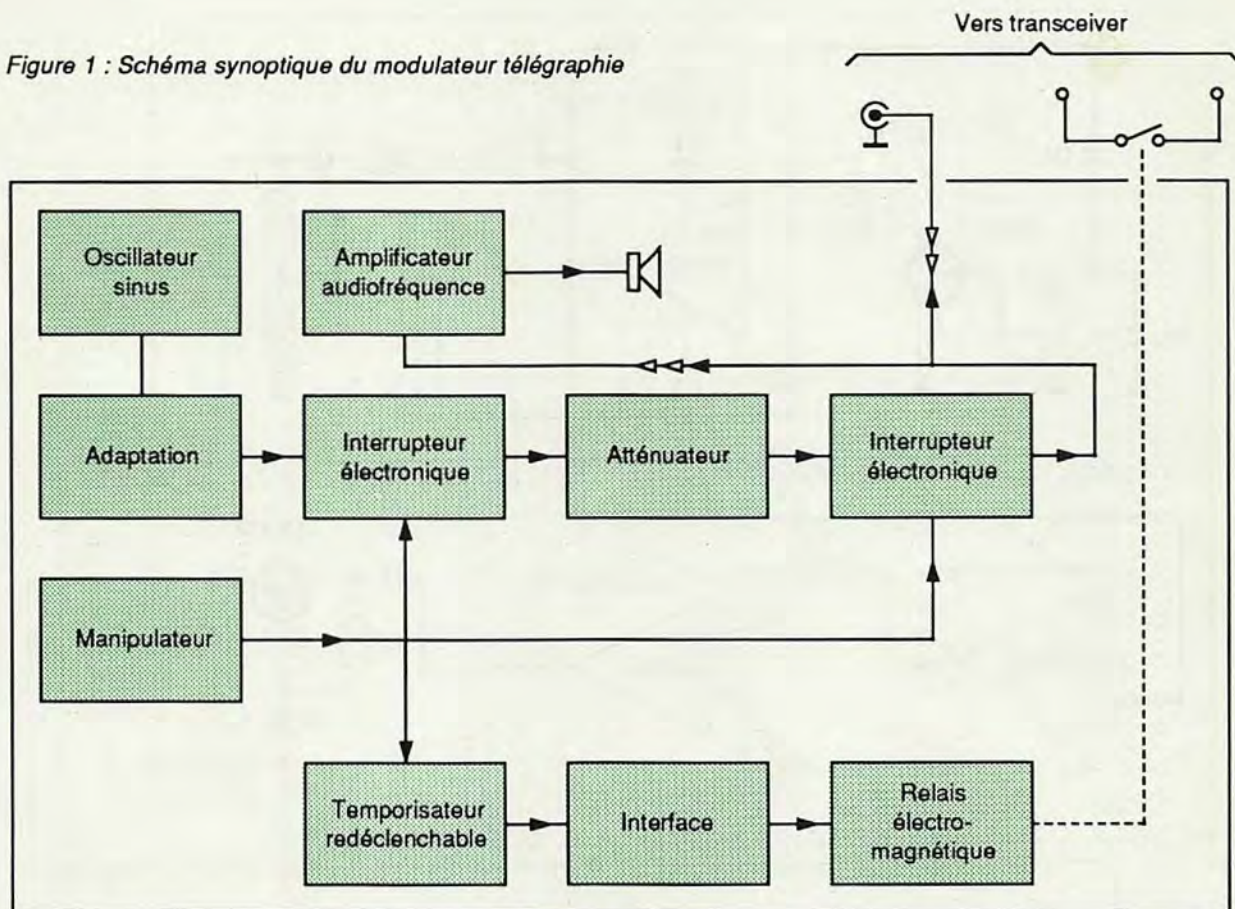 Vers transceiver
Figure 1 : Schéma synoptique du modulateur télégraphie
Oscillateur
sinus
Amplificateur
audiofréquence
Adaptation
Interrupteur
électronique
Atténuateur
Interrupteur
électronique
Manipulateur
Temporisateur
redéclenchable
Interface
Relais
électro-
magnétique